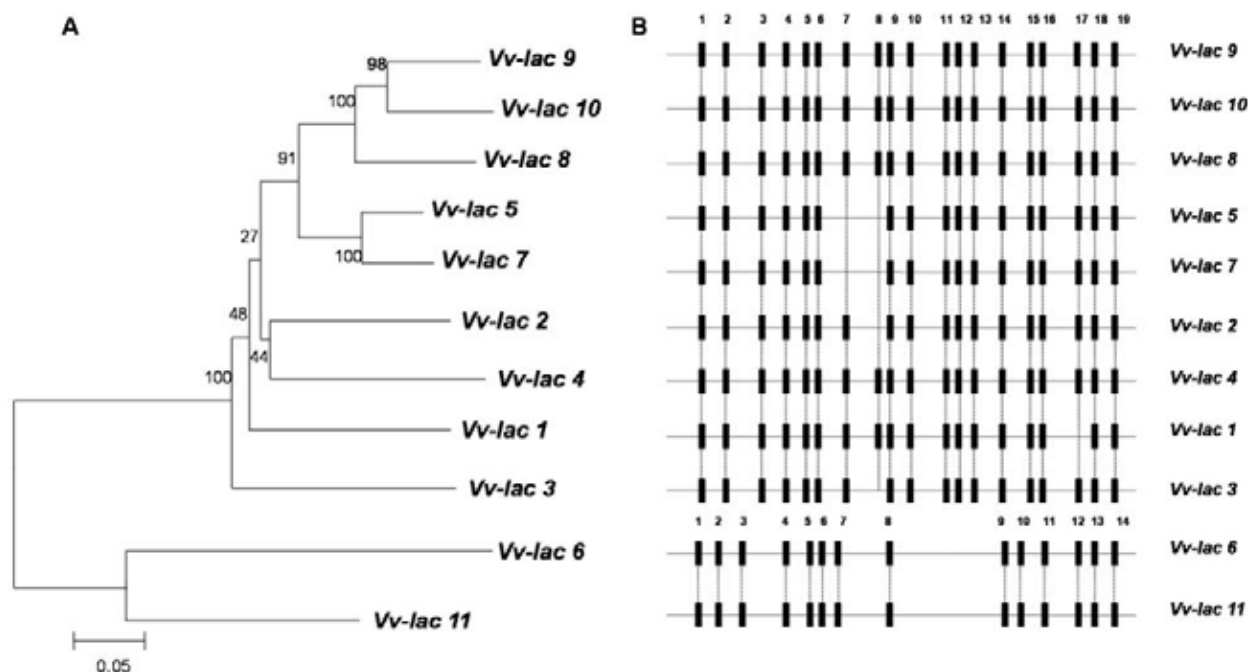 A
Vv-lac 9
98
Vv-lac 10
100
Vv-lac 8
91
Vv-lac 5
100
Vv-lac 7
27
Vv-lac 2
48
44
Vv-lac 4
100
Vv-lac 1
Vv-lac 3
Vv-lac 6
Vv-lac 11
0.05
B
1 2 3 4 5 6 7 8 9 10 11 12 13 14 15 16 17 18 19
Vv-lac 9
Vv-lac 10
Vv-lac 8
Vv-lac 5
Vv-lac 7
Vv-lac 2
Vv-lac 4
Vv-lac 1
Vv-lac 3
1 2 3 4 5 6 7 8 9 10 11 12 13 14
Vv-lac 6
Vv-lac 11